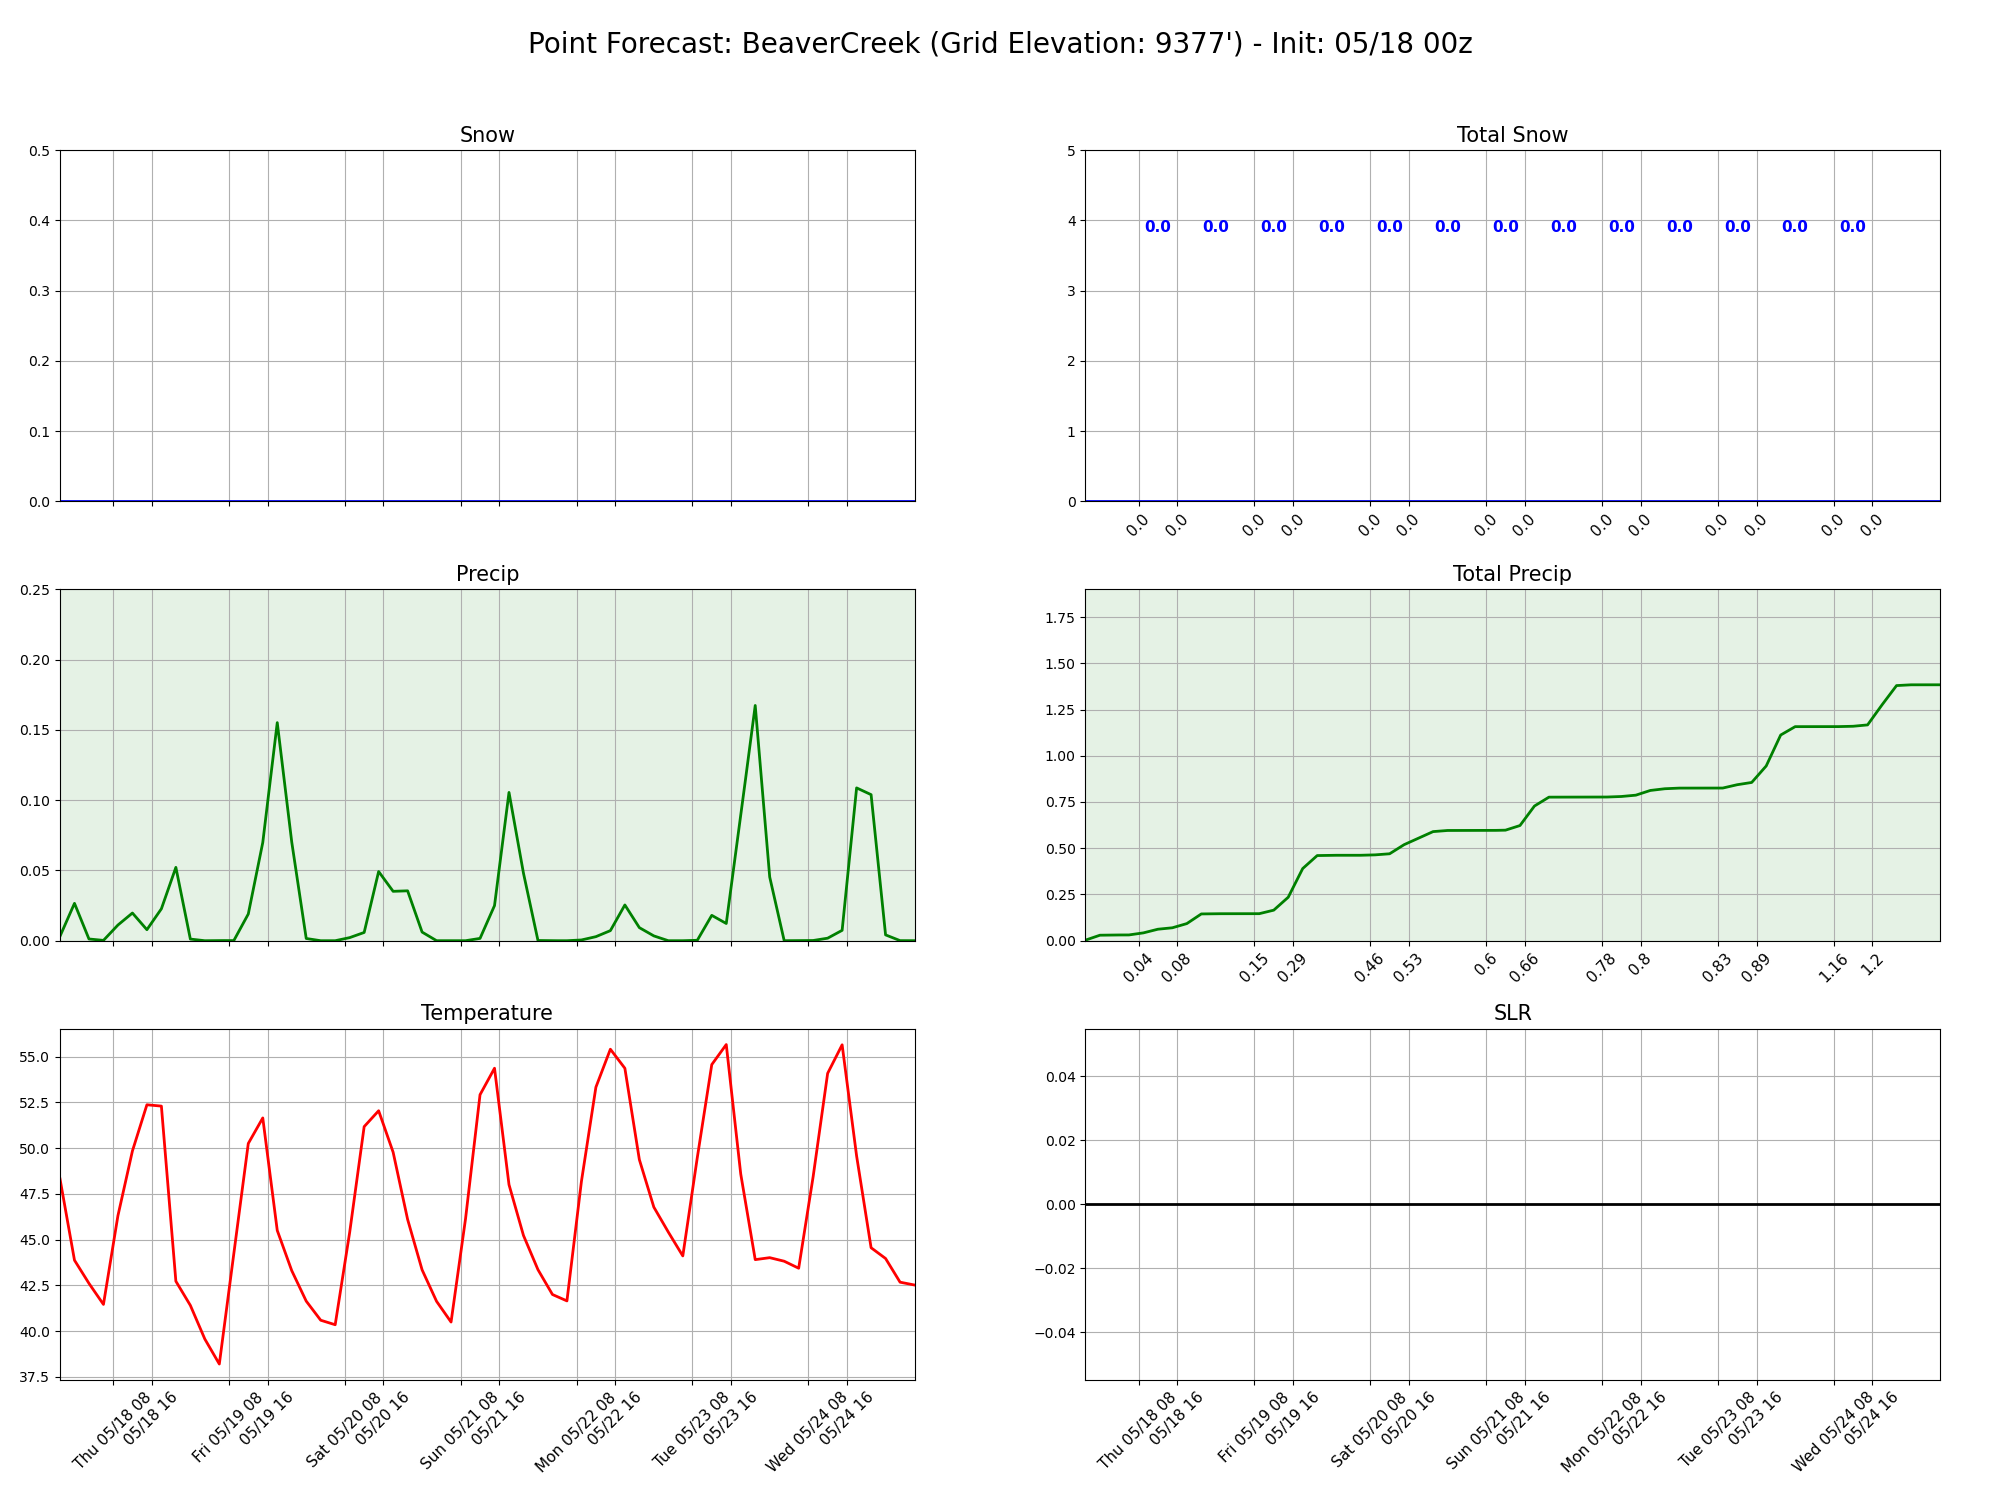 Point Forecast: BeaverCreek (Grid Elevation: 9377') - Init: 05/18 00z
Snow
0.5
0.4
0.3
0.2
0.1
0.0
Total Snow
5
4
3
2
1
0
0.0 0.0 0.0 0.0 0.0 0.0 0.0 0.0 0.0 0.0 0.0 0.0 0.0
0.0 0.0 0.0 0.0 0.0 0.0 0.0 0.0 0.0 0.0 0.0 0.0 0.0 0.0
Precip
0.25
0.20
0.15
0.10
0.05
0.00
Total Precip
1.75
1.50
1.25
1.00
0.75
0.50
0.25
0.00
0.04 0.08 0.15 0.29 0.46 0.53 0.6 0.66 0.78 0.8 0.83 0.89 1.16 1.2
Temperature
55.0
52.5
50.0
47.5
45.0
42.5
40.0
37.5
Thu 05/18 08
05/18 16
Fri 05/19 08
05/19 16
Sat 05/20 08
05/20 16
Sun 05/21 08
05/21 16
Mon 05/22 08
05/22 16
Tue 05/23 08
05/23 16
Wed 05/24 08
05/24 16
SLR
0.04
0.02
0.00
−0.02
−0.04
Thu 05/18 08
05/18 16
Fri 05/19 08
05/19 16
Sat 05/20 08
05/20 16
Sun 05/21 08
05/21 16
Mon 05/22 08
05/22 16
Tue 05/23 08
05/23 16
Wed 05/24 08
05/24 16